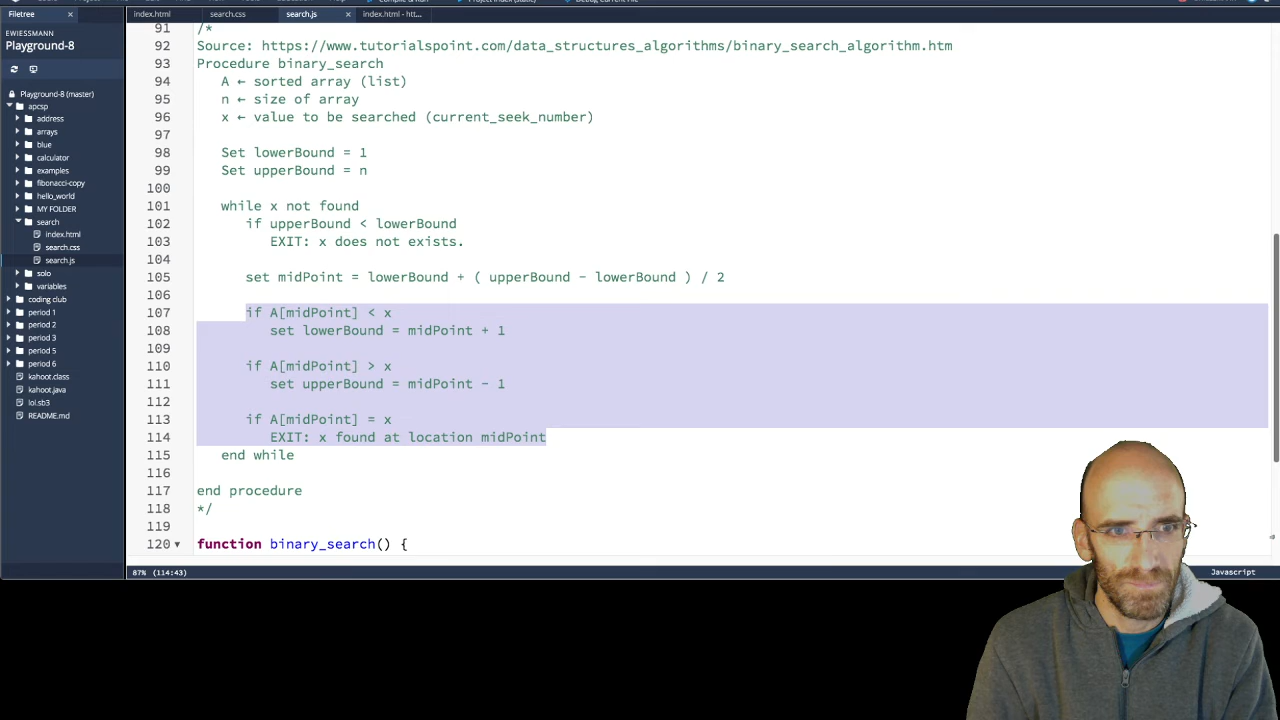 Filetree
index.html
search.css
search.js
index.html - htt...
EWIESSMANN
Playground-8
Playground-8 (master)
apcsp
address
arrays
blue
calculator
examples
fibonacci-copy
hello_world
MY FOLDER
search
index.html
search.css
search.js
solo
variables
coding club
period 1
period 2
period 3
period 5
period 6
kahoot.class
kahoot.java
lol.sb3
README.md
91 /*
92 Source: https://www.tutorialspoint.com/data_structures_algorithms/binary_search_algorithm.htm
93 Procedure binary_search
94 A ← sorted array (list)
95 n ← size of array
96 x ← value to be searched (current_seek_number)
97
98 Set lowerBound = 1
99 Set upperBound = n
100
101 while x not found
102 if upperBound < lowerBound
103 EXIT: x does not exists.
104
105 set midPoint = lowerBound + ( upperBound - lowerBound ) / 2
106
107 if A[midPoint] < x
108 set lowerBound = midPoint + 1
109
110 if A[midPoint] > x
111 set upperBound = midPoint - 1
112
113 if A[midPoint] = x
114 EXIT: x found at location midPoint
115 end while
116
117 end procedure
118 */
119
120 function binary_search() {
87% (114:43)
Javascript